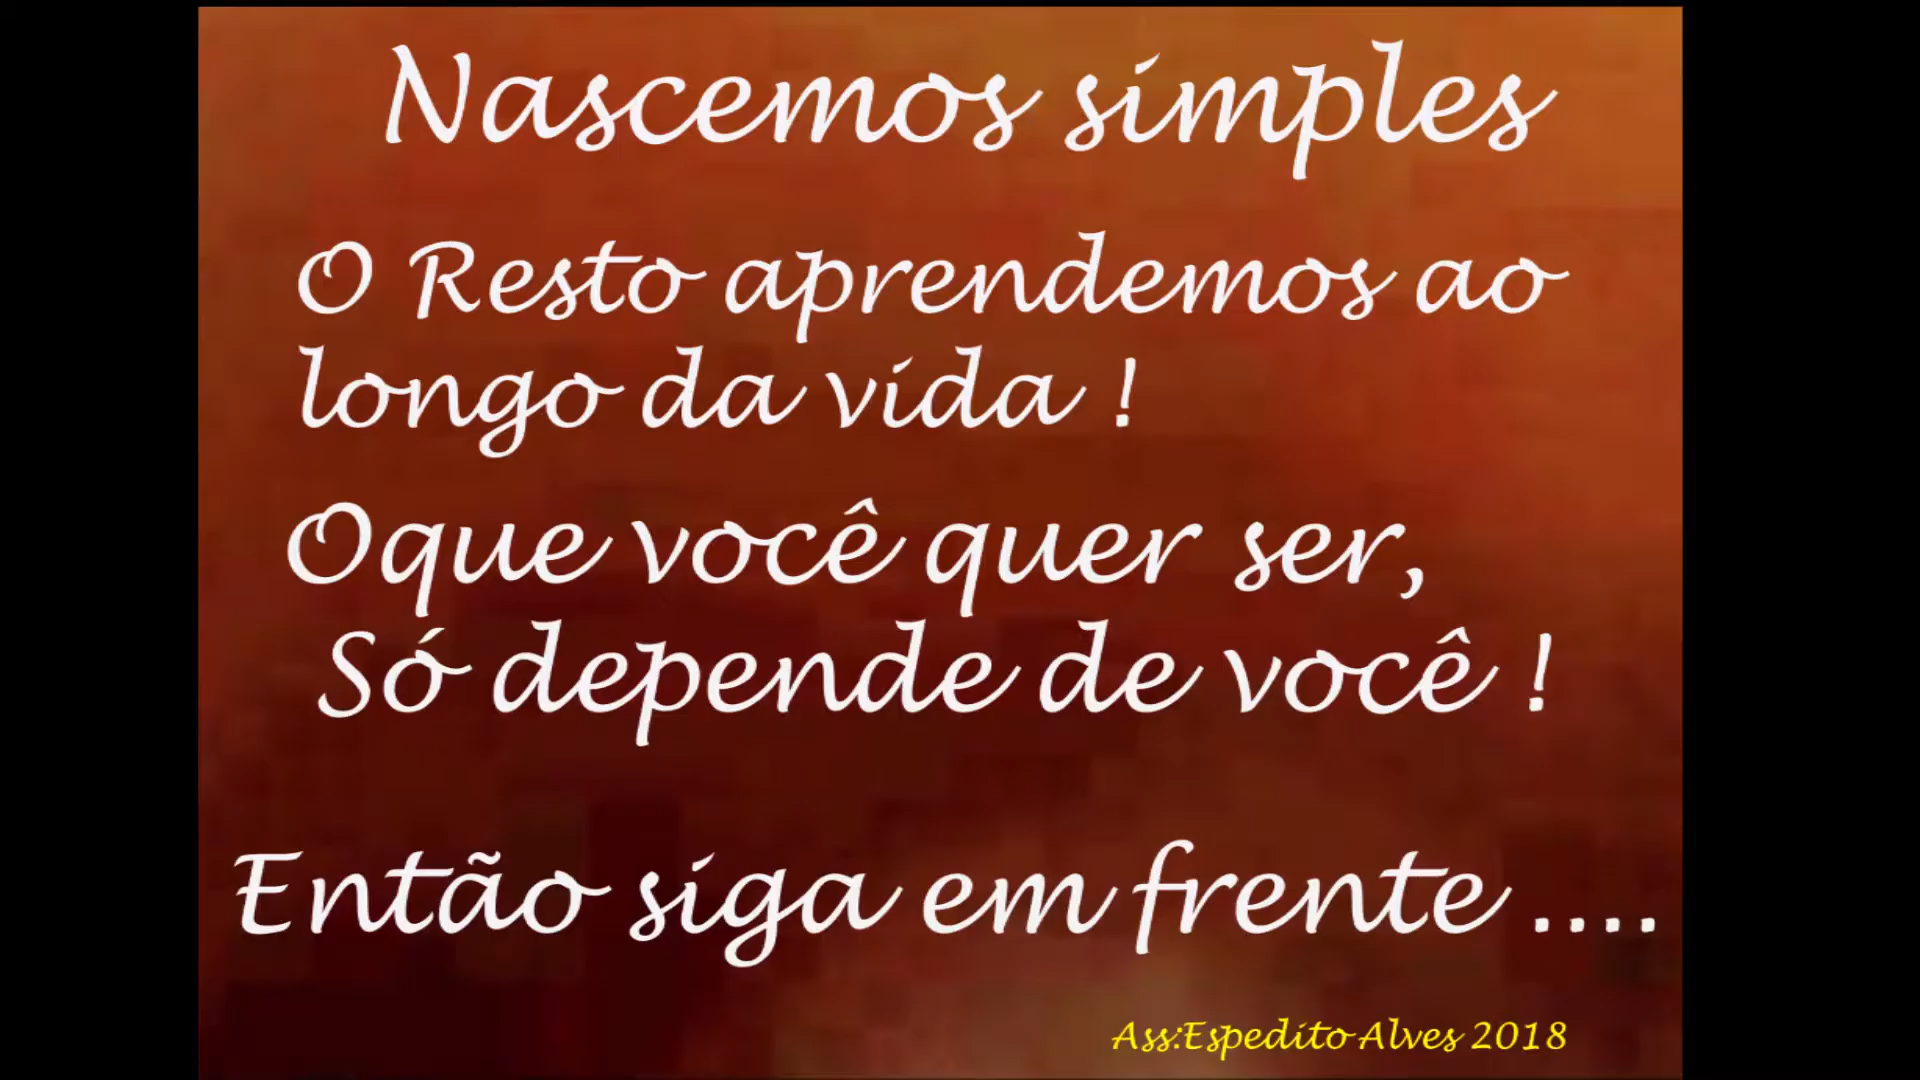 Nascemos simples
O Resto aprendemos ao
longo da vida !
Oque você quer ser,
Só depende de você !
Então siga em frente ....
Ass:Espedito Alves 2018